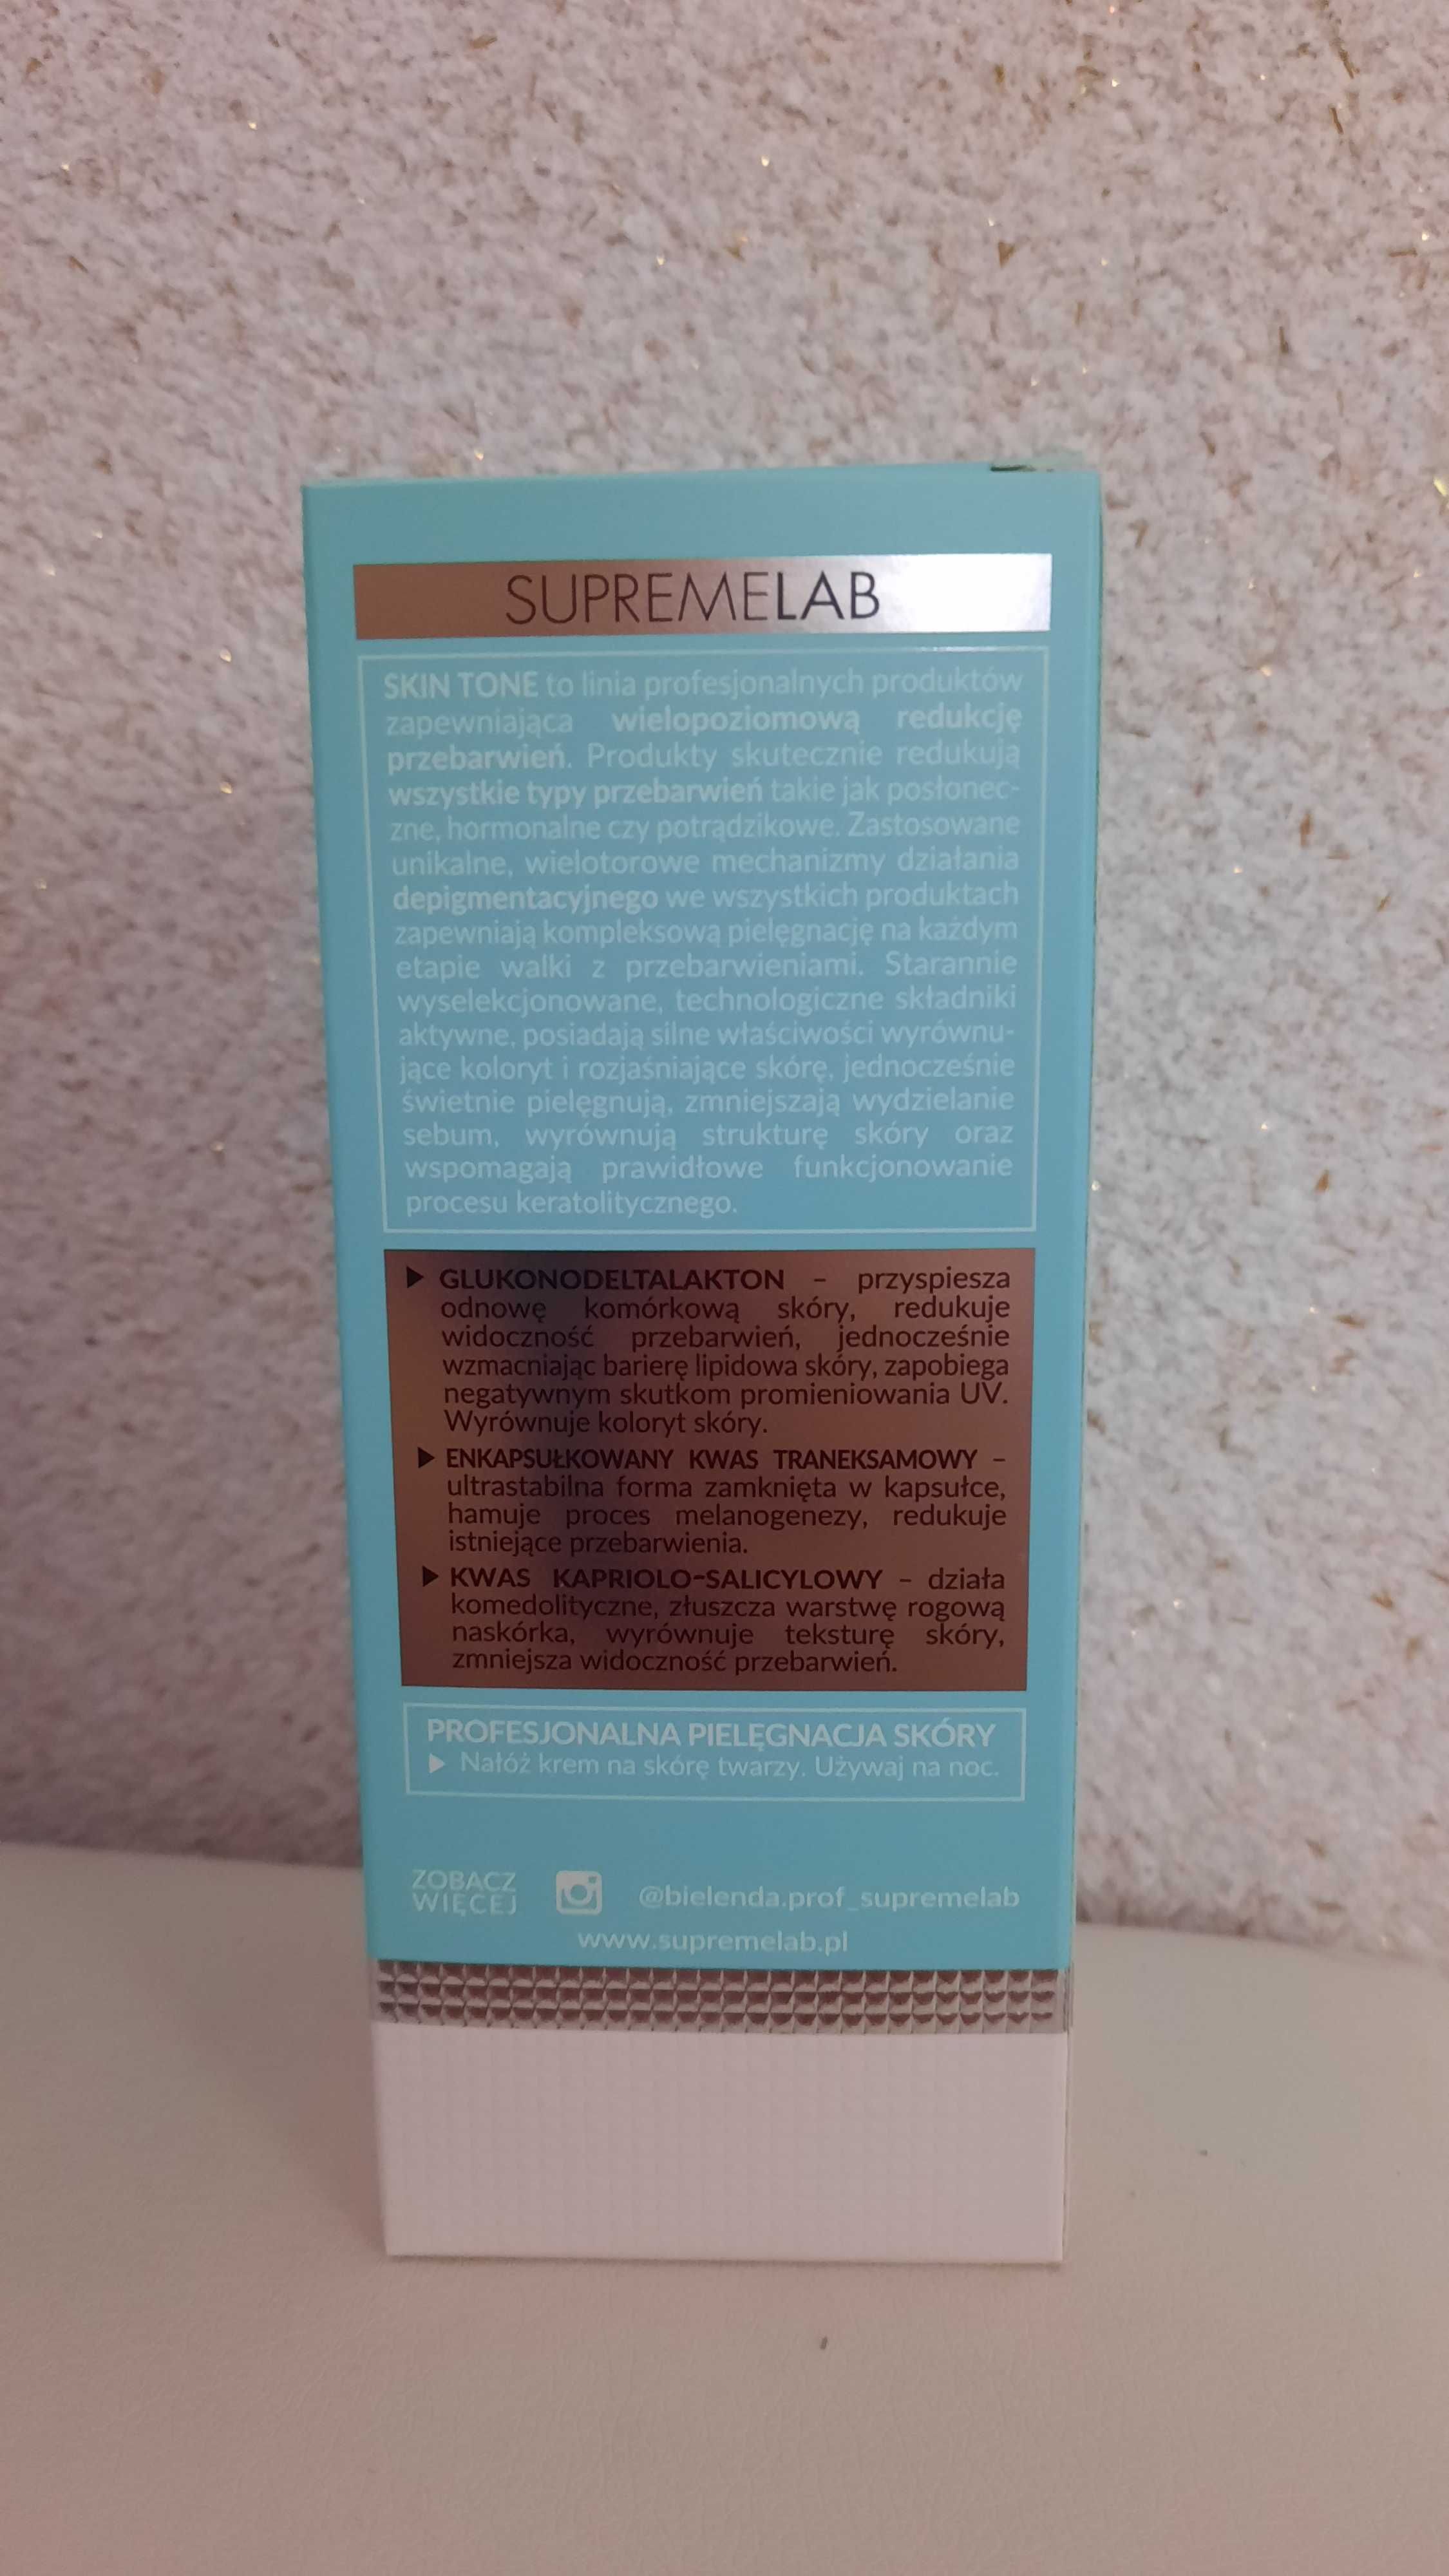 SUPREMELAB
SKIN TONE to linia profesjonalnych produktów
zapewniająca wielopoziomową redukcję
przebarwień. Produkty skutecznie redukują
wszystkie typy przebarwień takie jak posłonec-
zne, hormonalne czy potrądzikowe. Zastosowane
unikalne, wielotorowe mechanizmy działania
depigmentacyjnego we wszystkich produktach
zapewniają kompleksową pielęgnację na każdym
etapie walki z przebarwieniami. Starannie
wyselekcjonowane, technologiczne składniki
aktywne, posiadają silne właściwości wyrównu-
jące koloryt i rozjaśniające skórę, jednocześnie
świetnie pielęgnują, zmniejszają wydzielanie
sebum, wyrównują strukturę skóry oraz
wspomagają prawidłowe funkcjonowanie
procesu keratolitycznego.
▶ GLUKONODELTALAKTON – przyspiesza
odnowę komórkową skóry, redukuje
widoczność przebarwień, jednocześnie
wzmacniając barierę lipidowa skóry, zapobiega
negatywnym skutkom promieniowania UV.
Wyrównuje koloryt skóry.
▶ ENKAPSUŁKOWANY KWAS TRANEKSAMOWY –
ultrastabilna forma zamknięta w kapsułce,
hamuje proces melanogenezy, redukuje
istniejące przebarwienia.
▶ KWAS KAPRIOLO-SALICYLOWY – działa
komedolityczne, złuszcza warstwę rogową
naskórka, wyrównuje teksturę skóry,
zmniejsza widoczność przebarwień.
PROFESJONALNA PIELĘGNACJA SKÓRY
▶ Nałóż krem na skórę twarzy. Używaj na noc.
ZOBACZ
WIĘCEJ
@bielenda.prof_supremelab
www.supremelab.pl